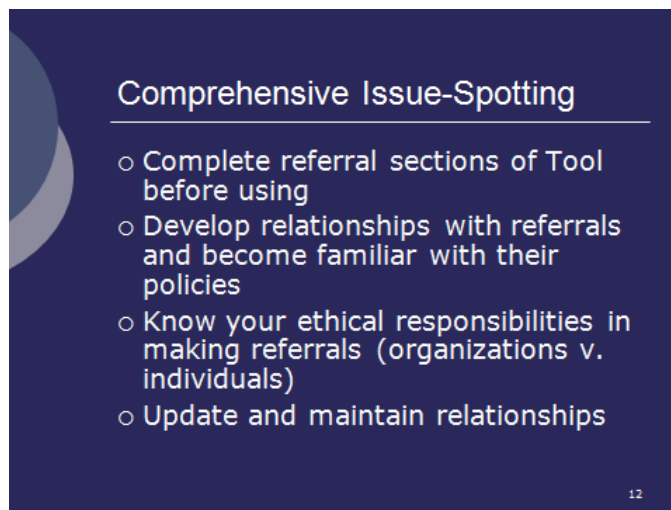 Comprehensive Issue-Spotting
○ Complete referral sections of Tool
before using
○ Develop relationships with referrals
and become familiar with their
policies
○ Know your ethical responsibilities in
making referrals (organizations v.
individuals)
○ Update and maintain relationships
12